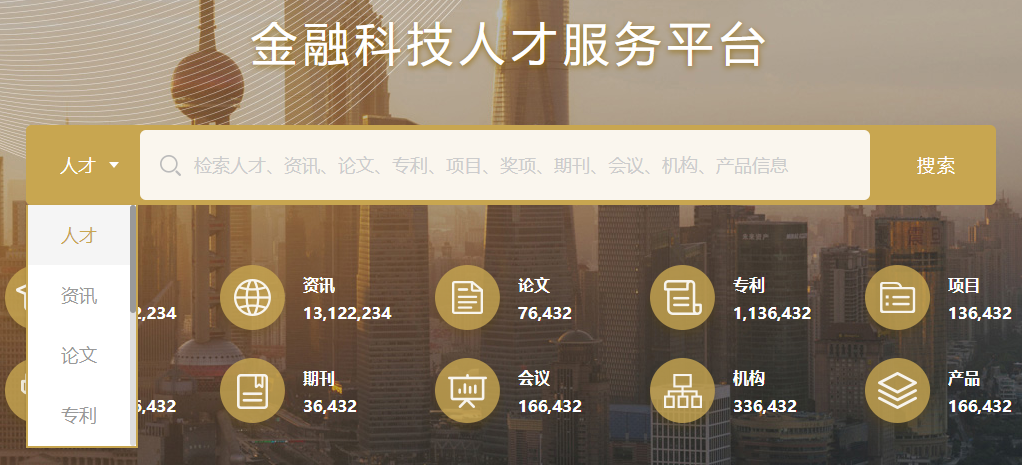 金融科技人才服务平台
人才
检索人才、资讯、论文、专利、项目、奖项、期刊、会议、机构、产品信息
搜索
人才
资讯
论文
专利
,234
资讯
13,122,234
论文
76,432
专利
1,136,432
项目
136,432
,432
期刊
36,432
会议
166,432
机构
336,432
产品
166,432